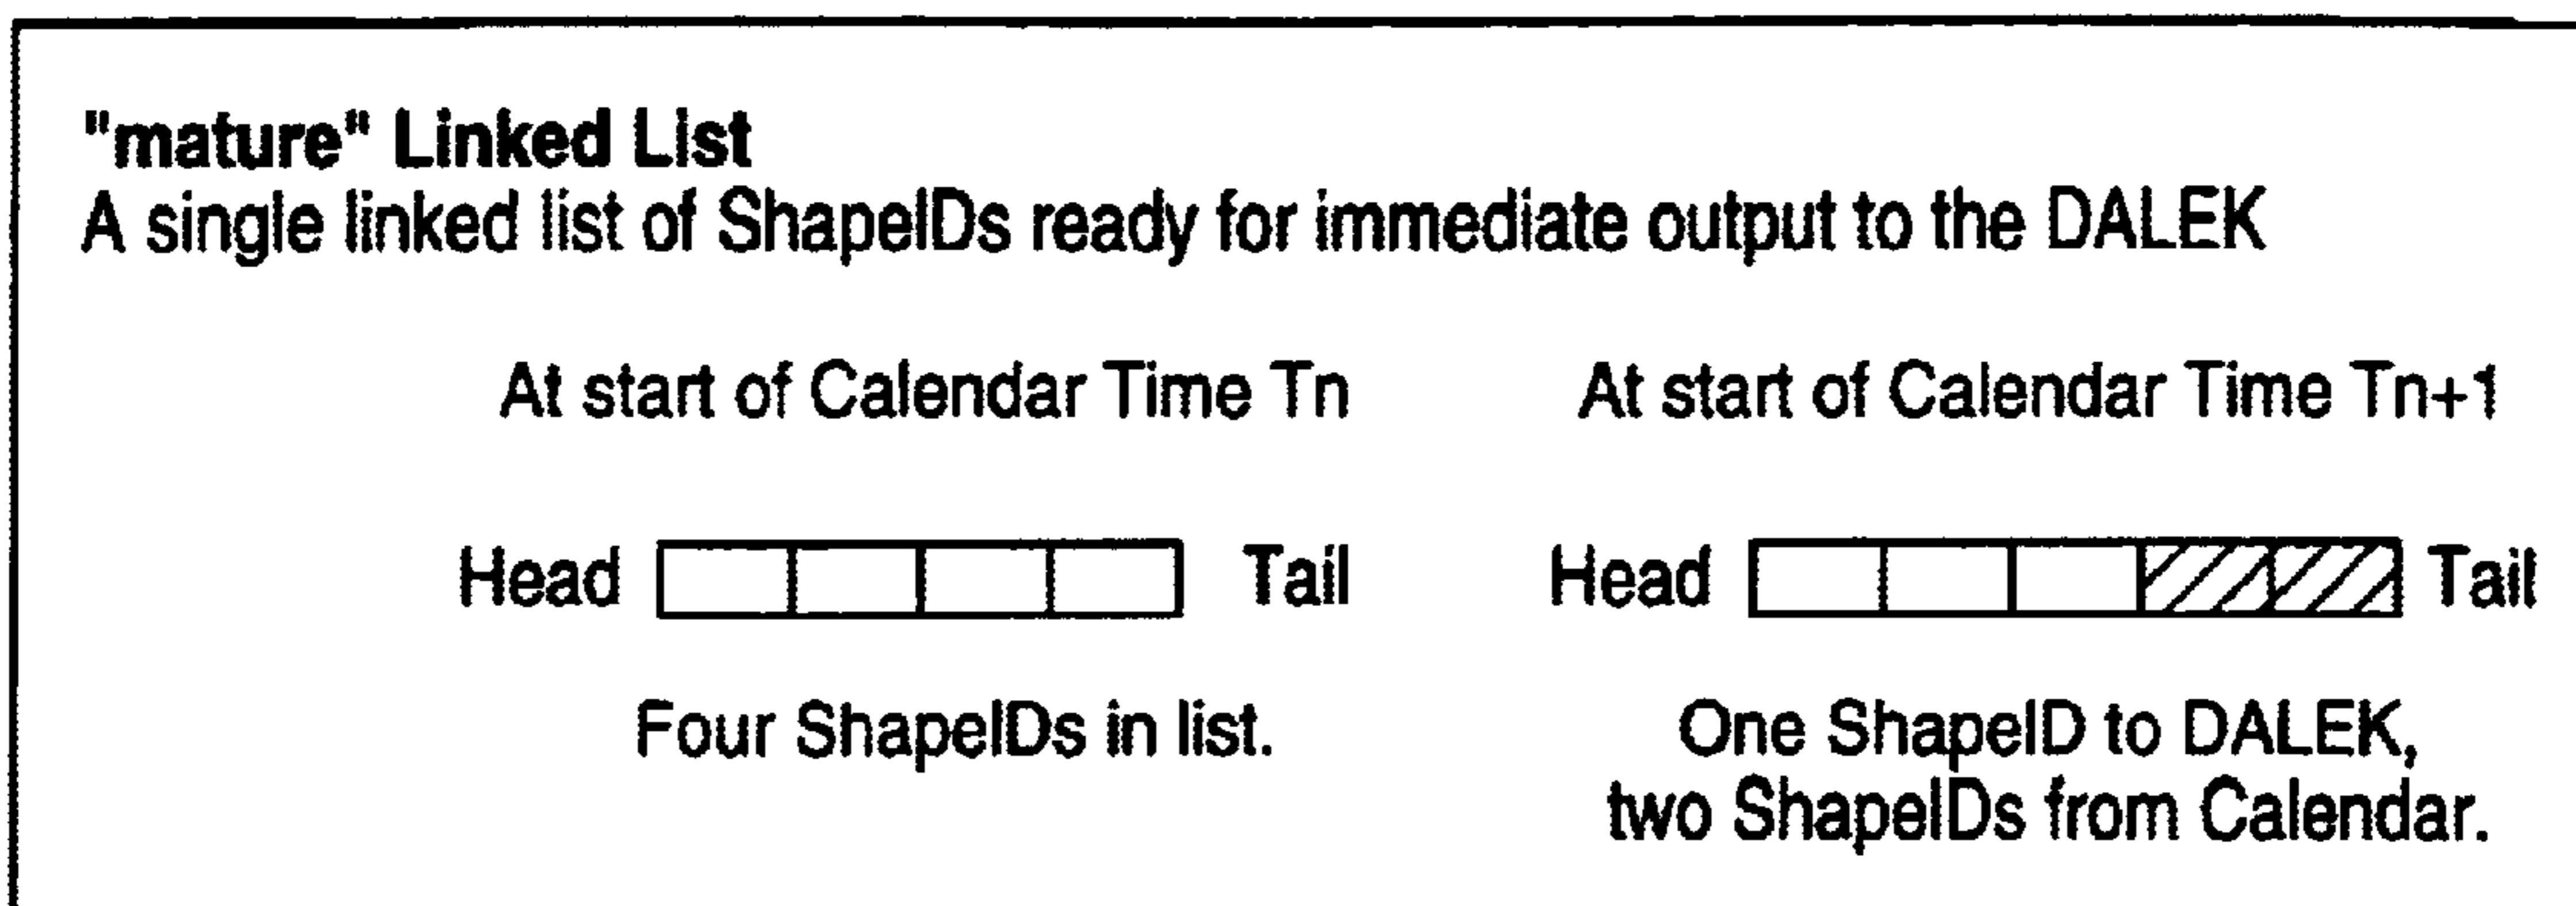 "mature" Linked List
A single linked list of ShapeIDs ready for immediate output to the DALEK
At start of Calendar Time Tn
At start of Calendar Time Tn+1
Head
Tail
Head
Tail
Four ShapeIDs in list.
One ShapeID to DALEK,
two ShapeIDs from Calendar.